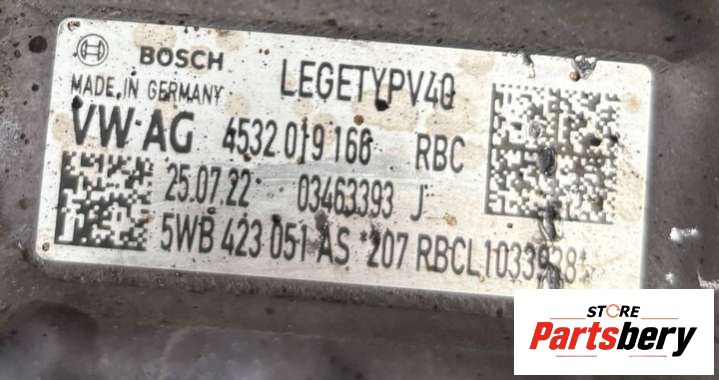 BOSCH LEGETYPV4Q
MADE IN GERMANY
VW AG 4532 019 166 RBC
25.07.22 03463393 J
5WB 423 051 AS *207 RBCL
STORE
Partsbery